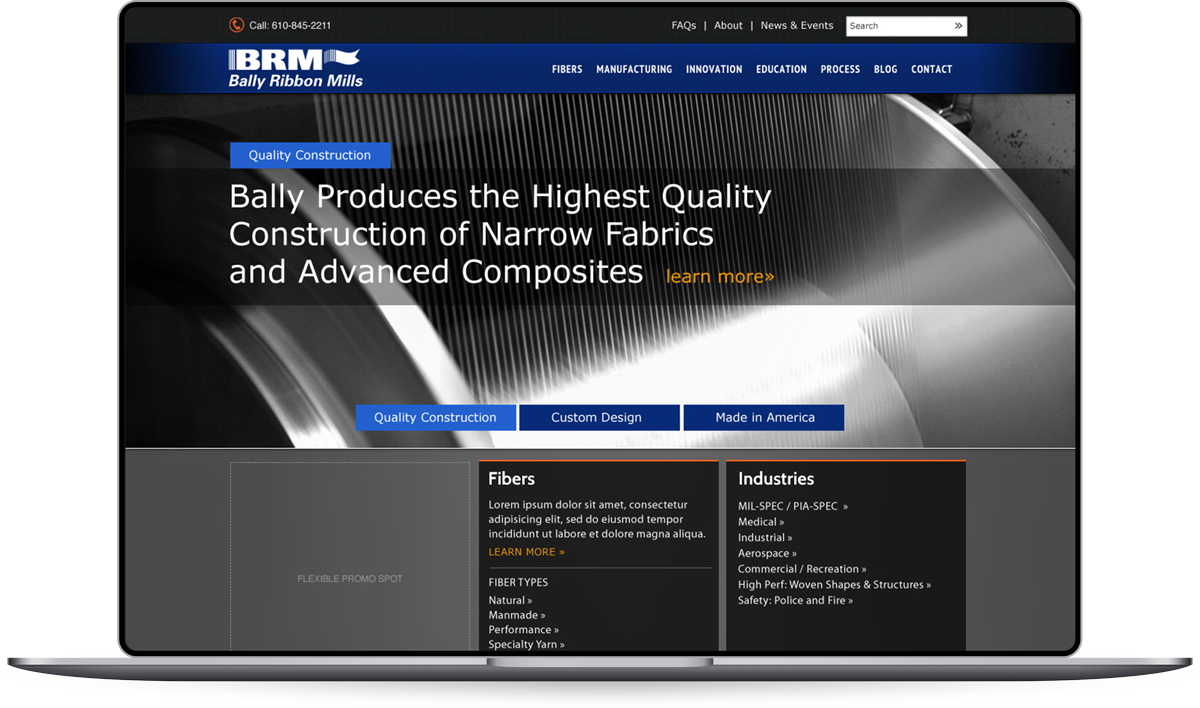 Call: 610-845-2211
FAQs | About | News & Events
Search »
BRM
Bally Ribbon Mills
FIBERS MANUFACTURING INNOVATION EDUCATION PROCESS BLOG CONTACT
Quality Construction
Bally Produces the Highest Quality
Construction of Narrow Fabrics
and Advanced Composites learn more»
Quality Construction Custom Design Made in America
FLEXIBLE PROMO SPOT
Fibers
Lorem ipsum dolor sit amet, consectetur
adipisicing elit, sed do eiusmod tempor
incididunt ut labore et dolore magna aliqua.
LEARN MORE »
FIBER TYPES
Natural »
Manmade »
Performance »
Specialty Yarn »
Industries
MIL-SPEC / PIA-SPEC »
Medical »
Industrial »
Aerospace »
Commercial / Recreation »
High Perf: Woven Shapes & Structures »
Safety: Police and Fire »